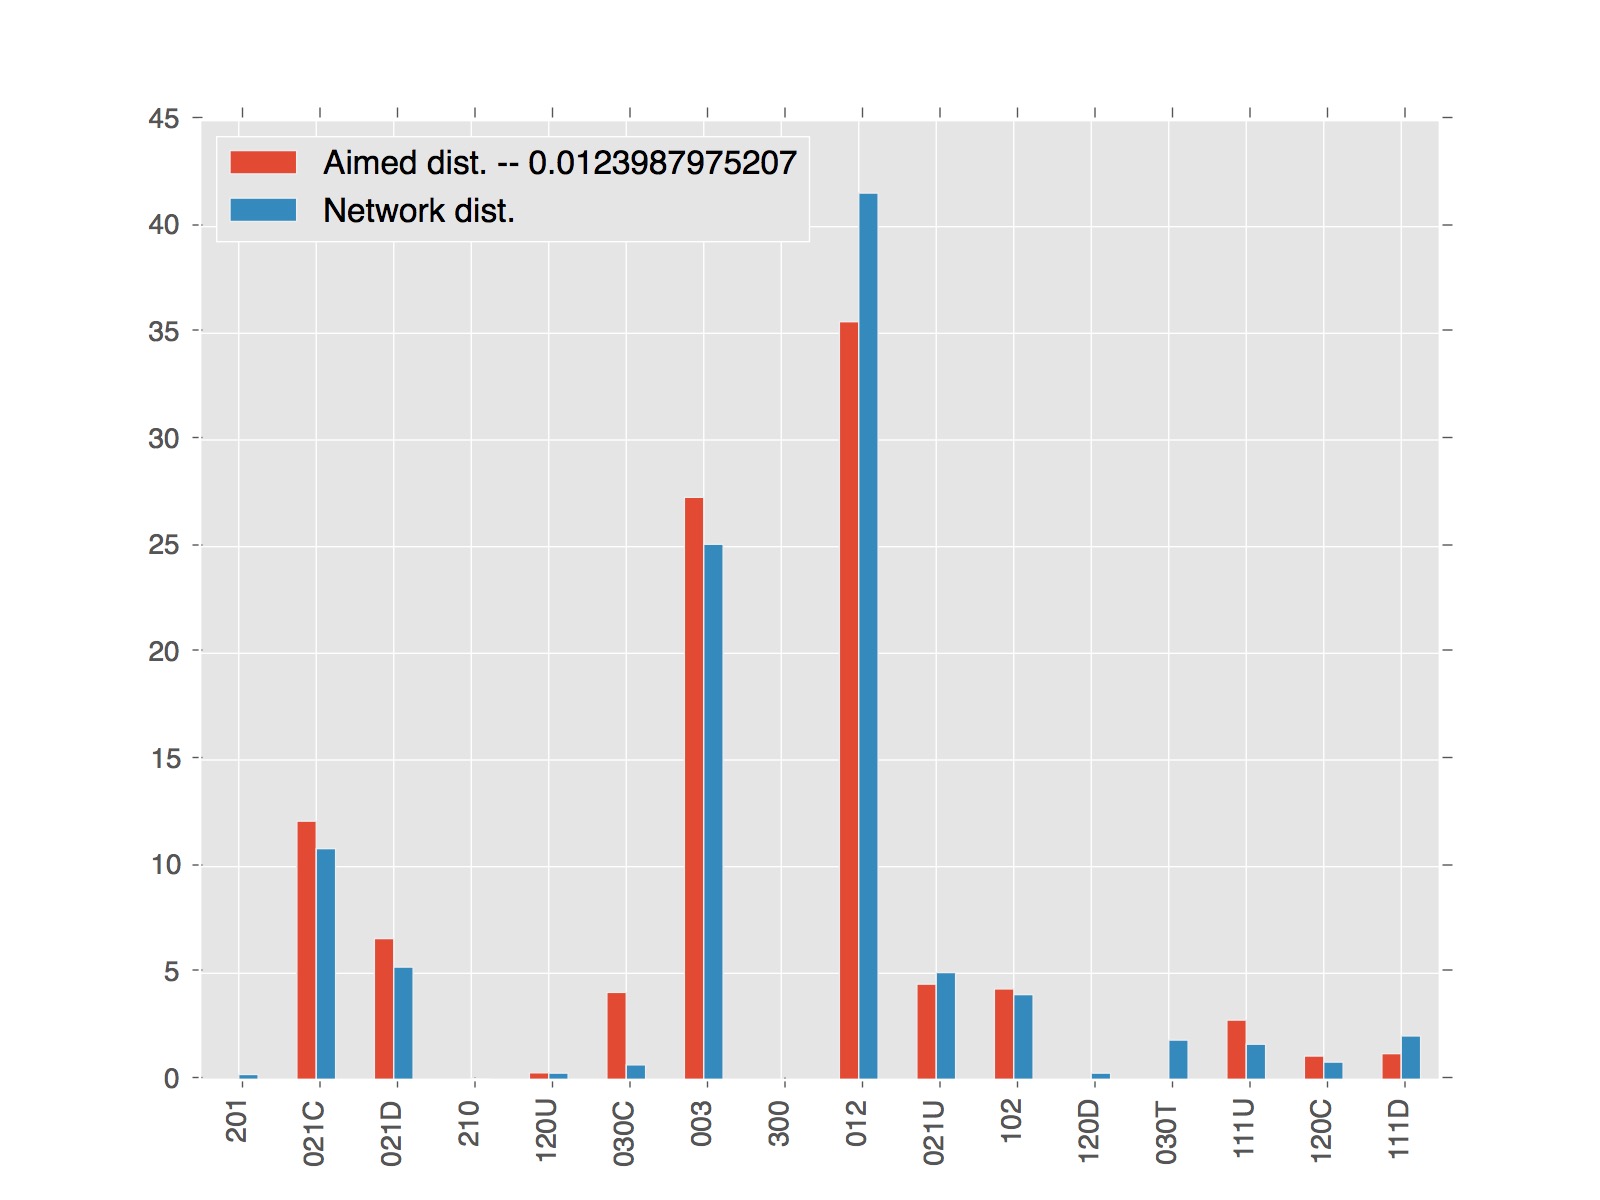 Aimed dist. -- 0.0123987975207
Network dist.
45
40
35
30
25
20
15
10
5
0
201
021C
021D
210
120U
030C
003
300
012
021U
102
120D
030T
111U
120C
111D